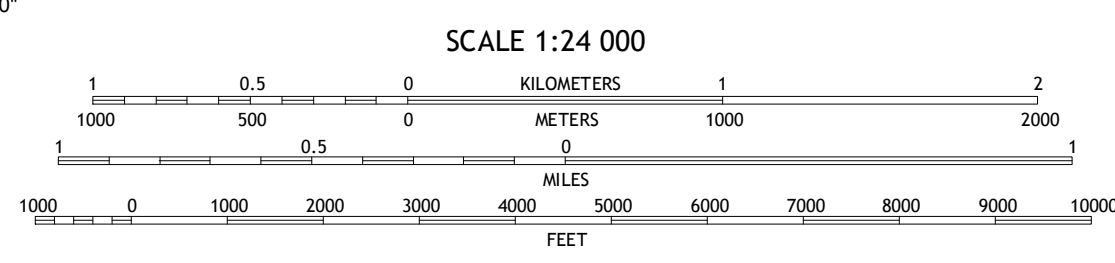 0"
SCALE 1:24 000
1 0.5 0 KILOMETERS 1 2
1000 500 0 METERS 1000 2000
1 0.5 0 1
MILES
1000 0 1000 2000 3000 4000 5000 6000 7000 8000 9000 10000
FEET